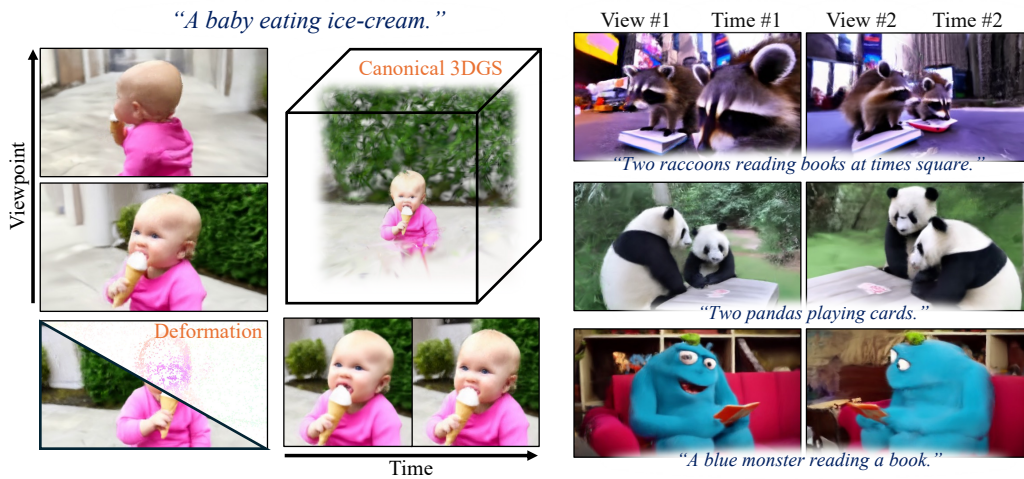 “A baby eating ice-cream.”
Viewpoint
Canonical 3DGS
Deformation
Time
View #1 Time #1 View #2 Time #2
“Two raccoons reading books at times square.”
“Two pandas playing cards.”
“A blue monster reading a book.”